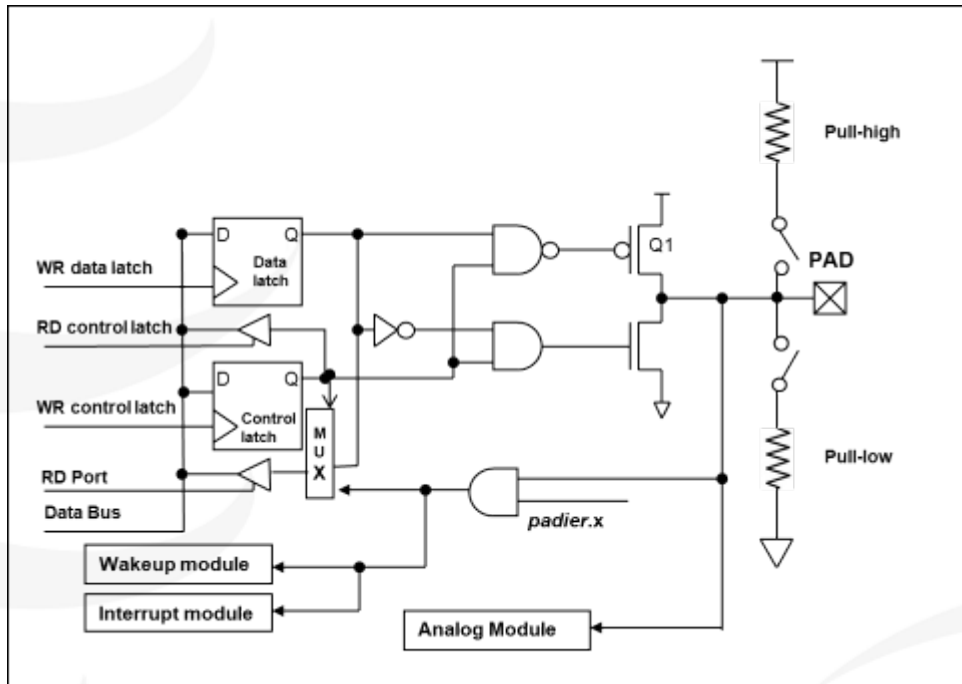 Pull-high
D Q
Q1
Data
latch
PAD
WR data latch
RD control latch
D Q
WR control latch
Control
latch
M
U
X
Pull-low
RD Port
Data Bus
padier.x
Wakeup module
Interrupt module
Analog Module